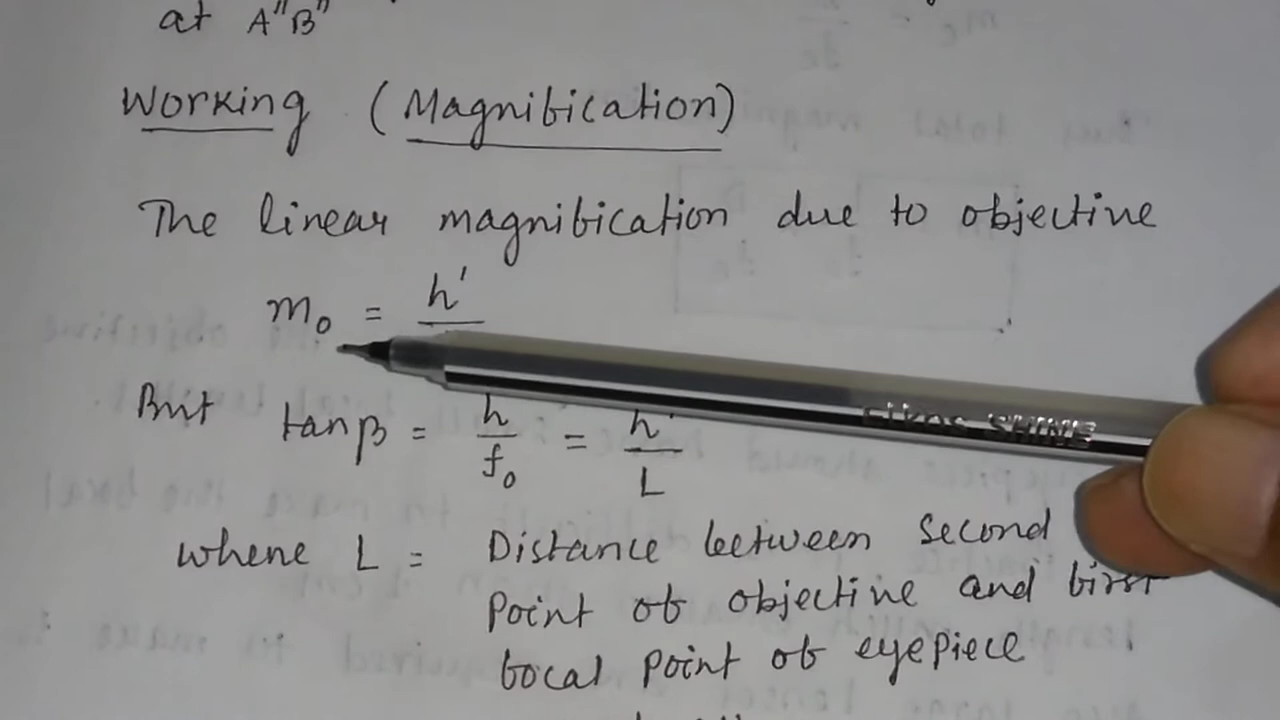 at A"B"
Working (Magnification)
The linear magnification due to objective
m₀ = h'
But tanβ = h/f₀ = h'/L
where L = Distance between second
point of objective and first
focal point of eyepiece